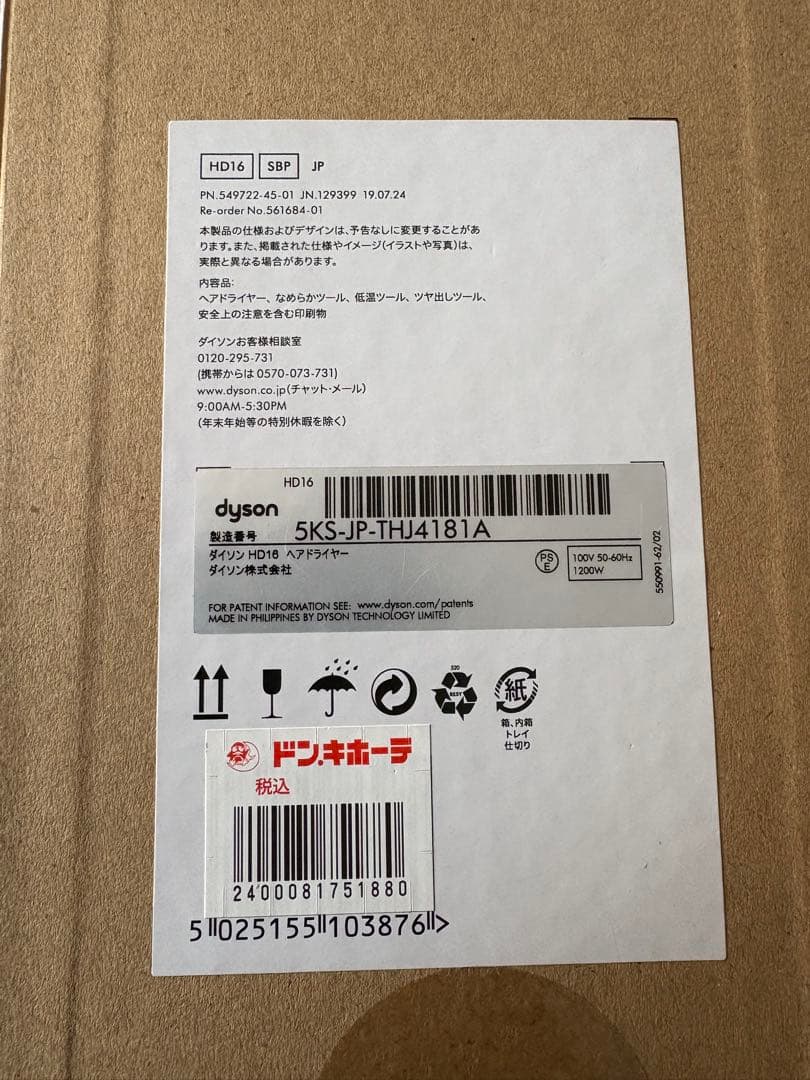 HD16 SBP JP
PN.549722-45-01 JN.129399 19.07.24
Re-order No.561684-01
本製品の仕様およびデザインは、予告なしに変更することがあ
ります。また、掲載された仕様やイメージ(イラストや写真)は、
実際と異なる場合があります。
内容品:
ヘアドライヤー、なめらかツール、低温ツール、ツヤ出しツール、
安全上の注意を含む印刷物
ダイソンお客様相談室
0120-295-731
(携帯からは 0570-073-731)
www.dyson.co.jp(チャット・メール)
9:00AM-5:30PM
(年末年始等の特別休暇を除く)
HD16
dyson
製造番号 5KS-JP-THJ4181A
ダイソン HD16 ヘアドライヤー
ダイソン株式会社
PS E
100V 50-60Hz
1200W
550991-62/02
FOR PATENT INFORMATION SEE: www.dyson.com/patents
MADE IN PHILIPPINES BY DYSON TECHNOLOGY LIMITED
紙
箱、内箱
トレイ
仕切り
ドン.キホーテ
税込
2400081751880
5 025155 103876 >